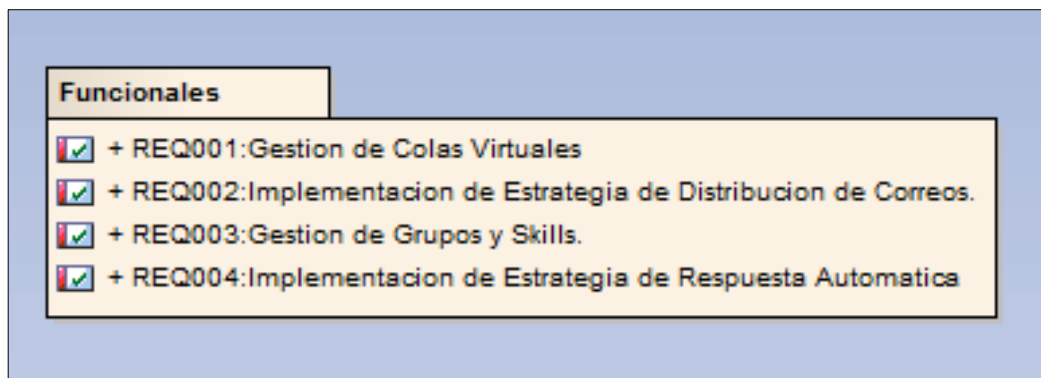 Funcionales
+ REQ001:Gestion de Colas Virtuales
+ REQ002:Implementacion de Estrategia de Distribucion de Correos.
+ REQ003:Gestion de Grupos y Skills.
+ REQ004:Implementacion de Estrategia de Respuesta Automatica